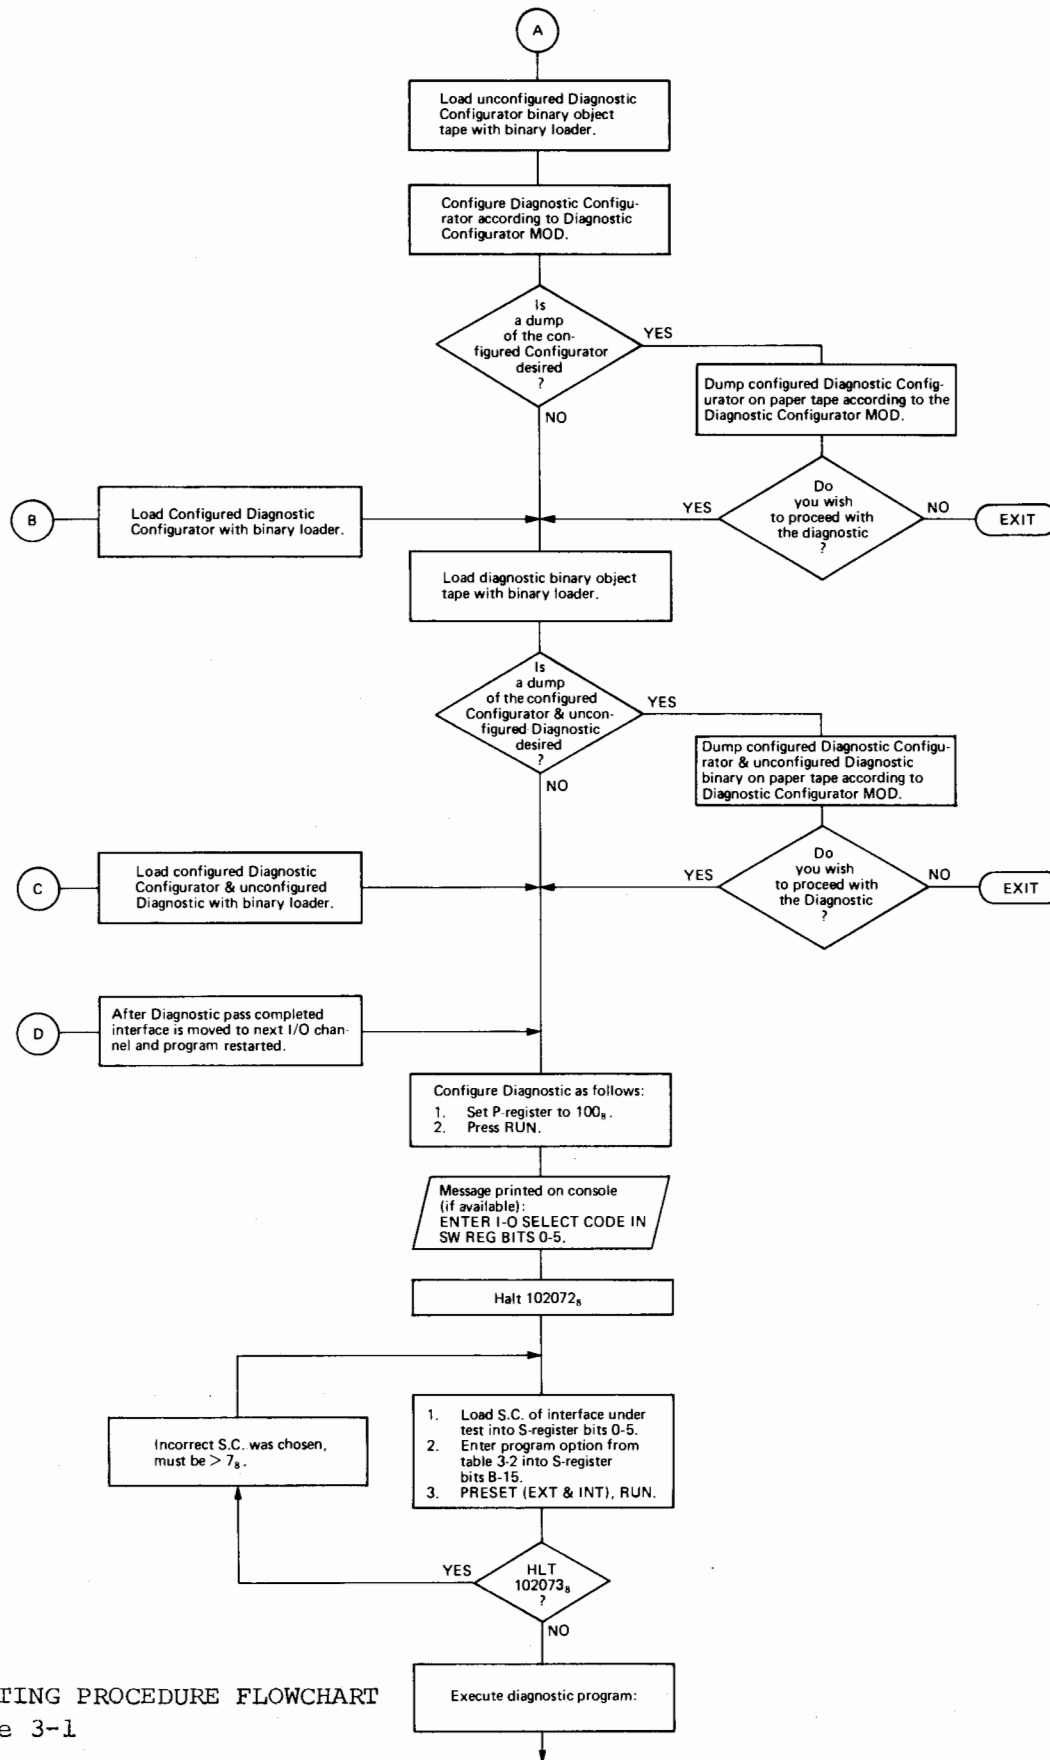 A
Load unconfigured Diagnostic
Configurator binary object
tape with binary loader.
Configure Diagnostic Configu-
rator according to Diagnostic
Configurator MOD.
Is
a dump
of the con-
figured Configurator
desired
?
YES
NO
Dump configured Diagnostic Config-
urator on paper tape according to the
Diagnostic Configurator MOD.
Do
you wish
to proceed with
the diagnostic
?
YES
NO
EXIT
B
Load Configured Diagnostic
Configurator with binary loader.
Load diagnostic binary object
tape with binary loader.
Is
a dump
of the configured
Configurator & uncon-
figured Diagnostic
desired
?
YES
NO
Dump configured Diagnostic Configu-
rator & unconfigured Diagnostic
binary on paper tape according to
Diagnostic Configurator MOD.
Do
you wish
to proceed with
the Diagnostic
?
YES
NO
EXIT
C
Load configured Diagnostic
Configurator & unconfigured
Diagnostic with binary loader.
D
After Diagnostic pass completed
interface is moved to next I/O chan-
nel and program restarted.
Configure Diagnostic as follows:
1. Set P-register to 100₈.
2. Press RUN.
Message printed on console
(if available):
ENTER I-O SELECT CODE IN
SW REG BITS 0-5.
Halt 102072₈
1. Load S.C. of interface under
test into S-register bits 0-5.
2. Enter program option from
table 3-2 into S-register
bits B-15.
3. PRESET (EXT & INT), RUN.
Incorrect S.C. was chosen,
must be > 7₈.
HLT
102073₈
?
YES
NO
Execute diagnostic program:
TING PROCEDURE FLOWCHART
e 3-1